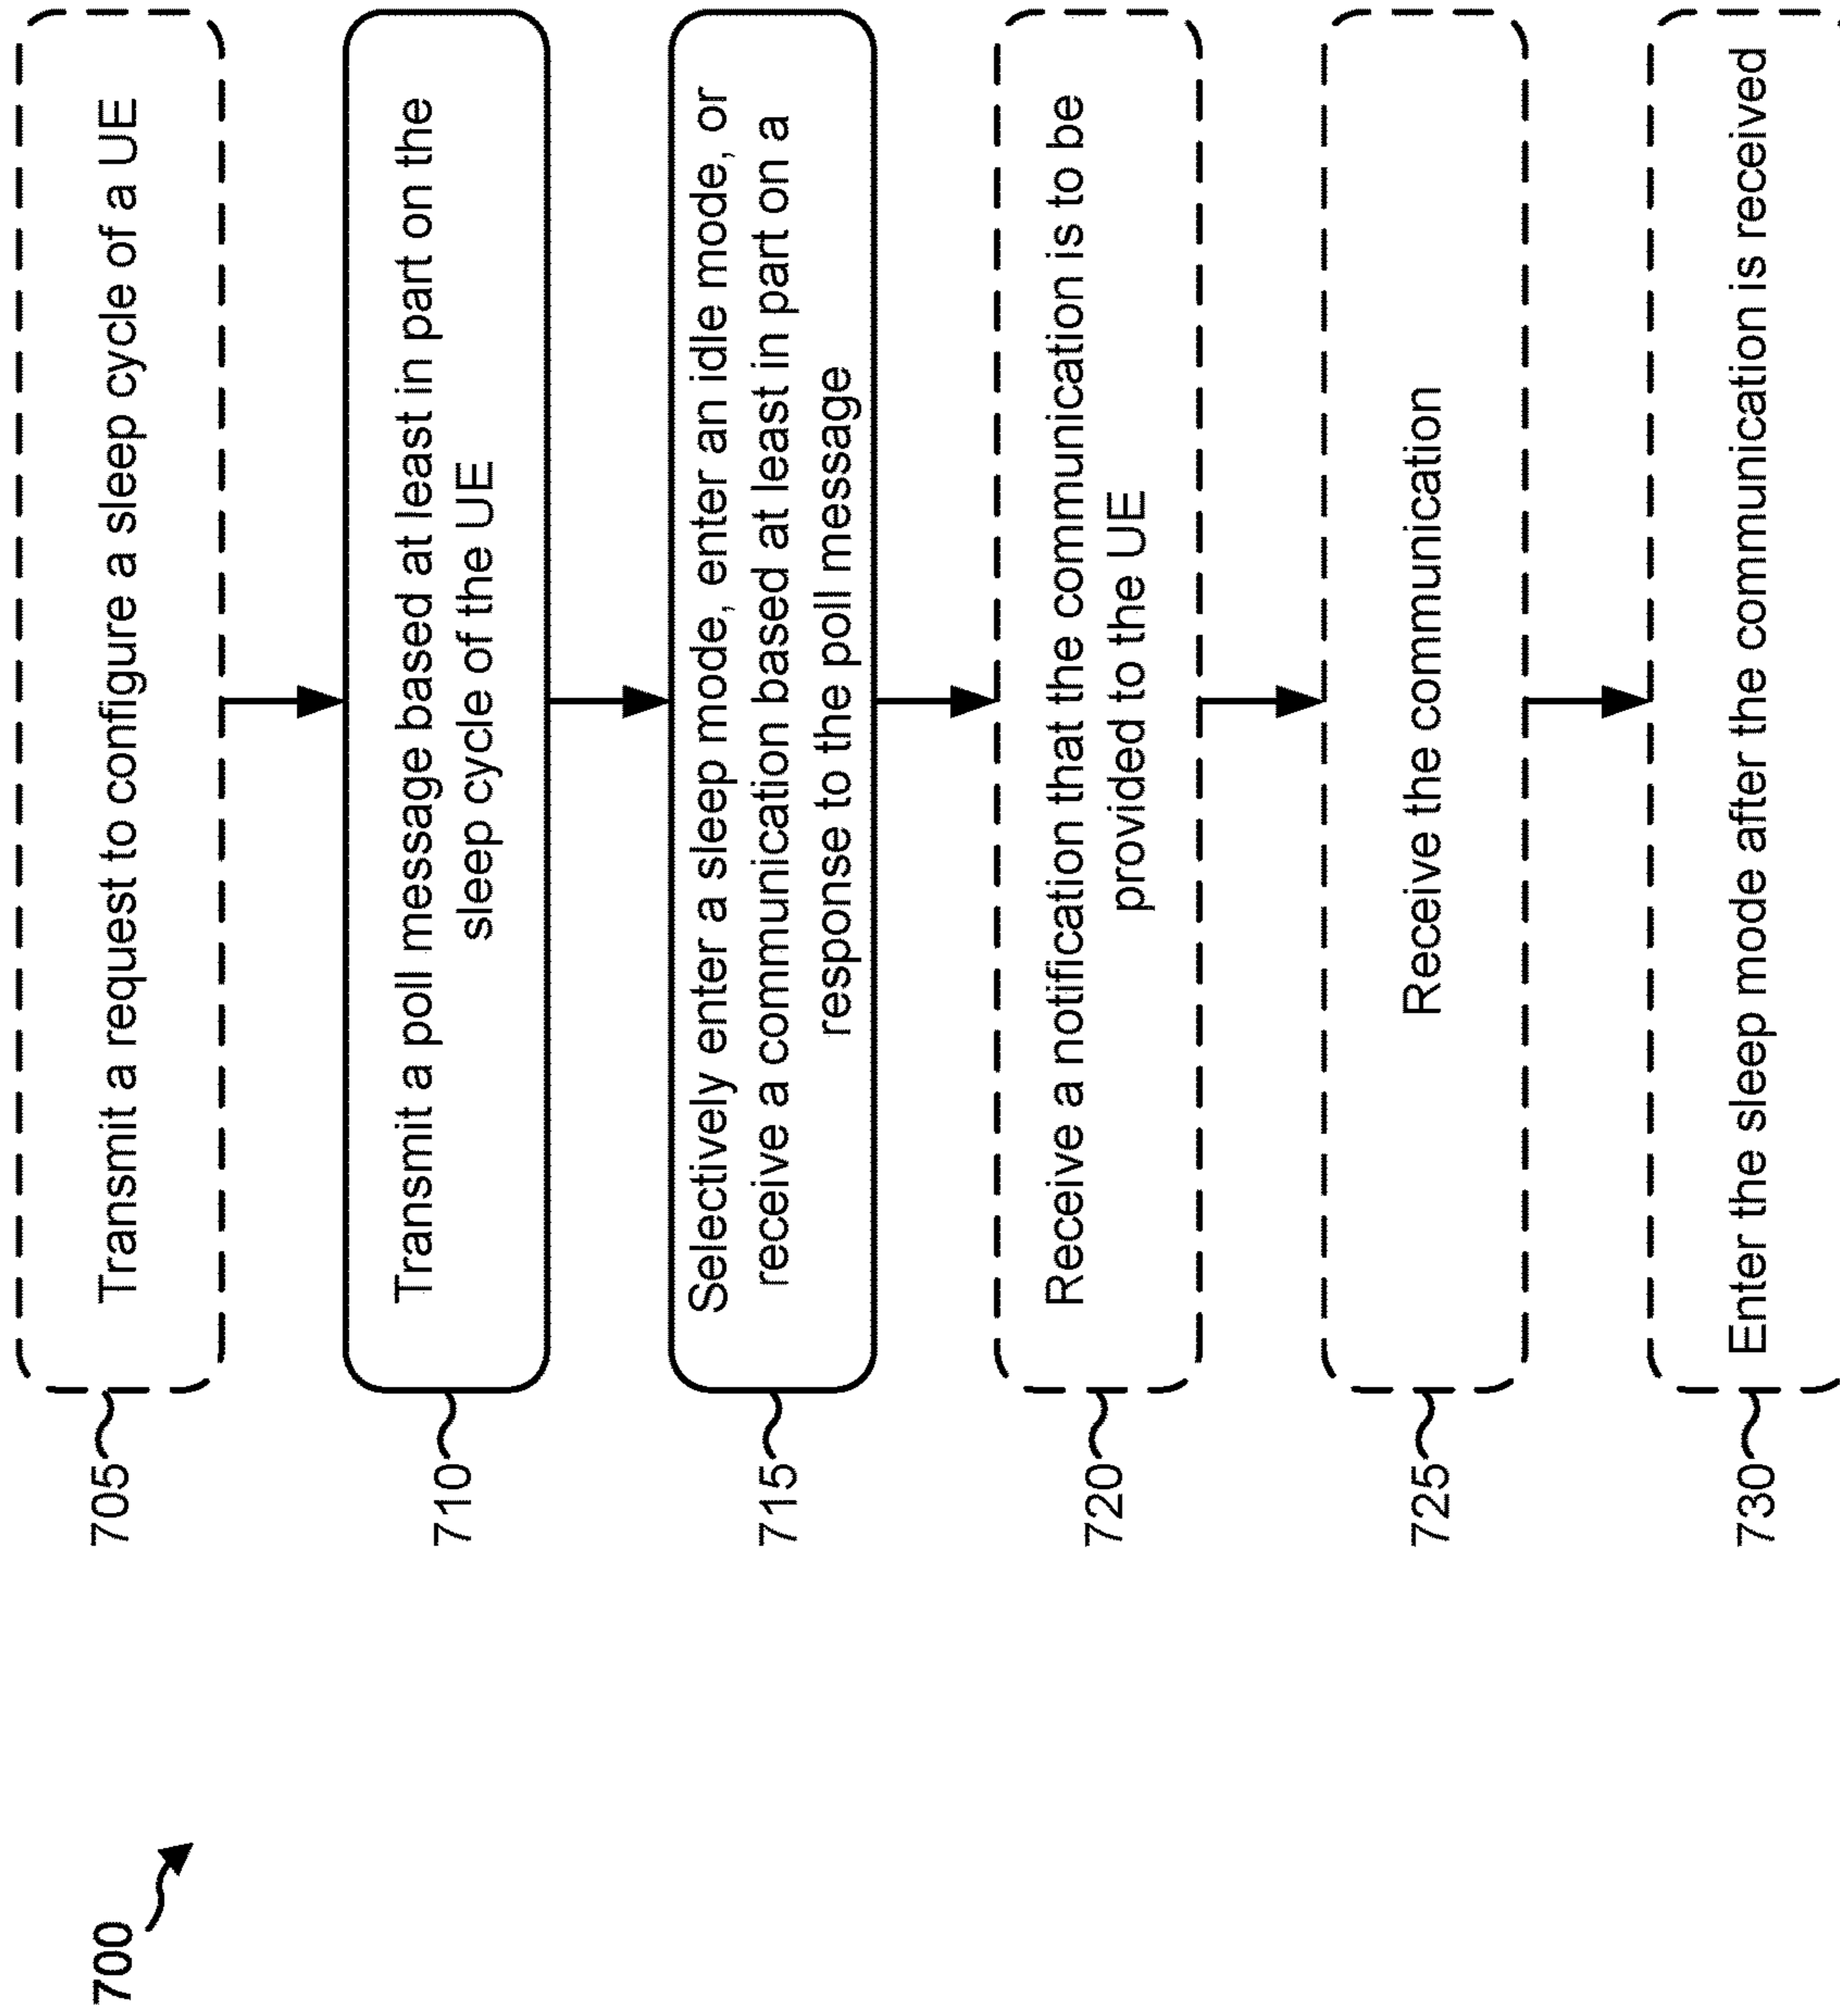 700
705
Transmit a request to configure a sleep cycle of a UE
710
Transmit a poll message based at least in part on the
sleep cycle of the UE
715
Selectively enter a sleep mode, enter an idle mode, or
receive a communication based at least in part on a
response to the poll message
720
Receive a notification that the communication is to be
provided to the UE
725
Receive the communication
730
Enter the sleep mode after the communication is received